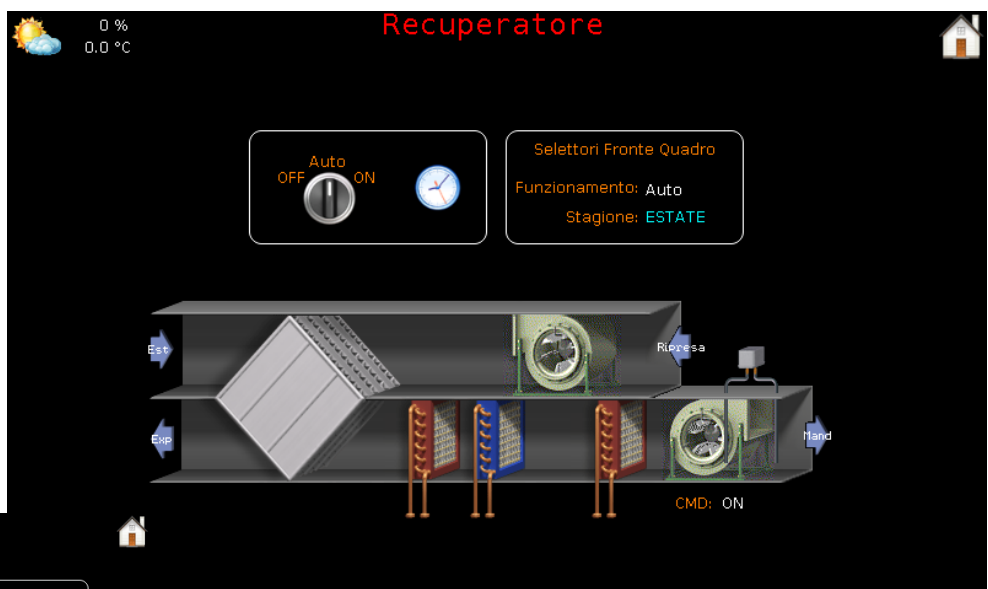 0 %
0.0 °C
Recuperatore
Auto
OFF
ON
Selettori Fronte Quadro
Funzionamento: Auto
Stagione: ESTATE
Est
Ripresa
Exp
Mand
CMD: ON